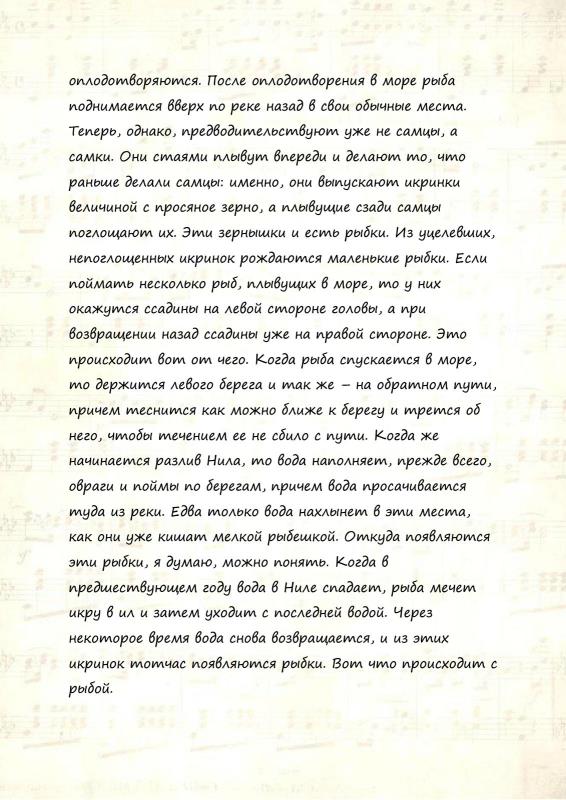 оплодотворяются. После оплодотворения в море рыба
поднимается вверх по реке назад в свои обычные места.
Теперь, однако, предводительствуют уже не самцы, а
самки. Они стаями плывут впереди и делают то, что
раньше делали самцы: именно, они выпускают икринки
величиной с просяное зерно, а плывущие сзади самцы
поглощают их. Эти зернышки и есть рыбки. Из уцелевших,
непоглощенных икринок рождаются маленькие рыбки. Если
поймать несколько рыб, плывущих в море, то у них
окажутся ссадины на левой стороне головы, а при
возвращении назад ссадины уже на правой стороне. Это
происходит вот от чего. Когда рыба спускается в море,
то держится левого берега и так же – на обратном пути,
причем теснится как можно ближе к берегу и трется об
него, чтобы течением ее не сбило с пути. Когда же
начинается разлив Нила, то вода наполняет, прежде всего,
овраги и поймы по берегам, причем вода просачивается
туда из реки. Едва только вода нахлынет в эти места,
как они уже кишат мелкой рыбешкой. Откуда появляются
эти рыбки, я думаю, можно понять. Когда в
предшествующем году вода в Ниле спадает, рыба мечет
икру в ил и затем уходит с последней водой. Через
некоторое время вода снова возвращается, и из этих
икринок тотчас появляются рыбки. Вот что происходит с
рыбой.